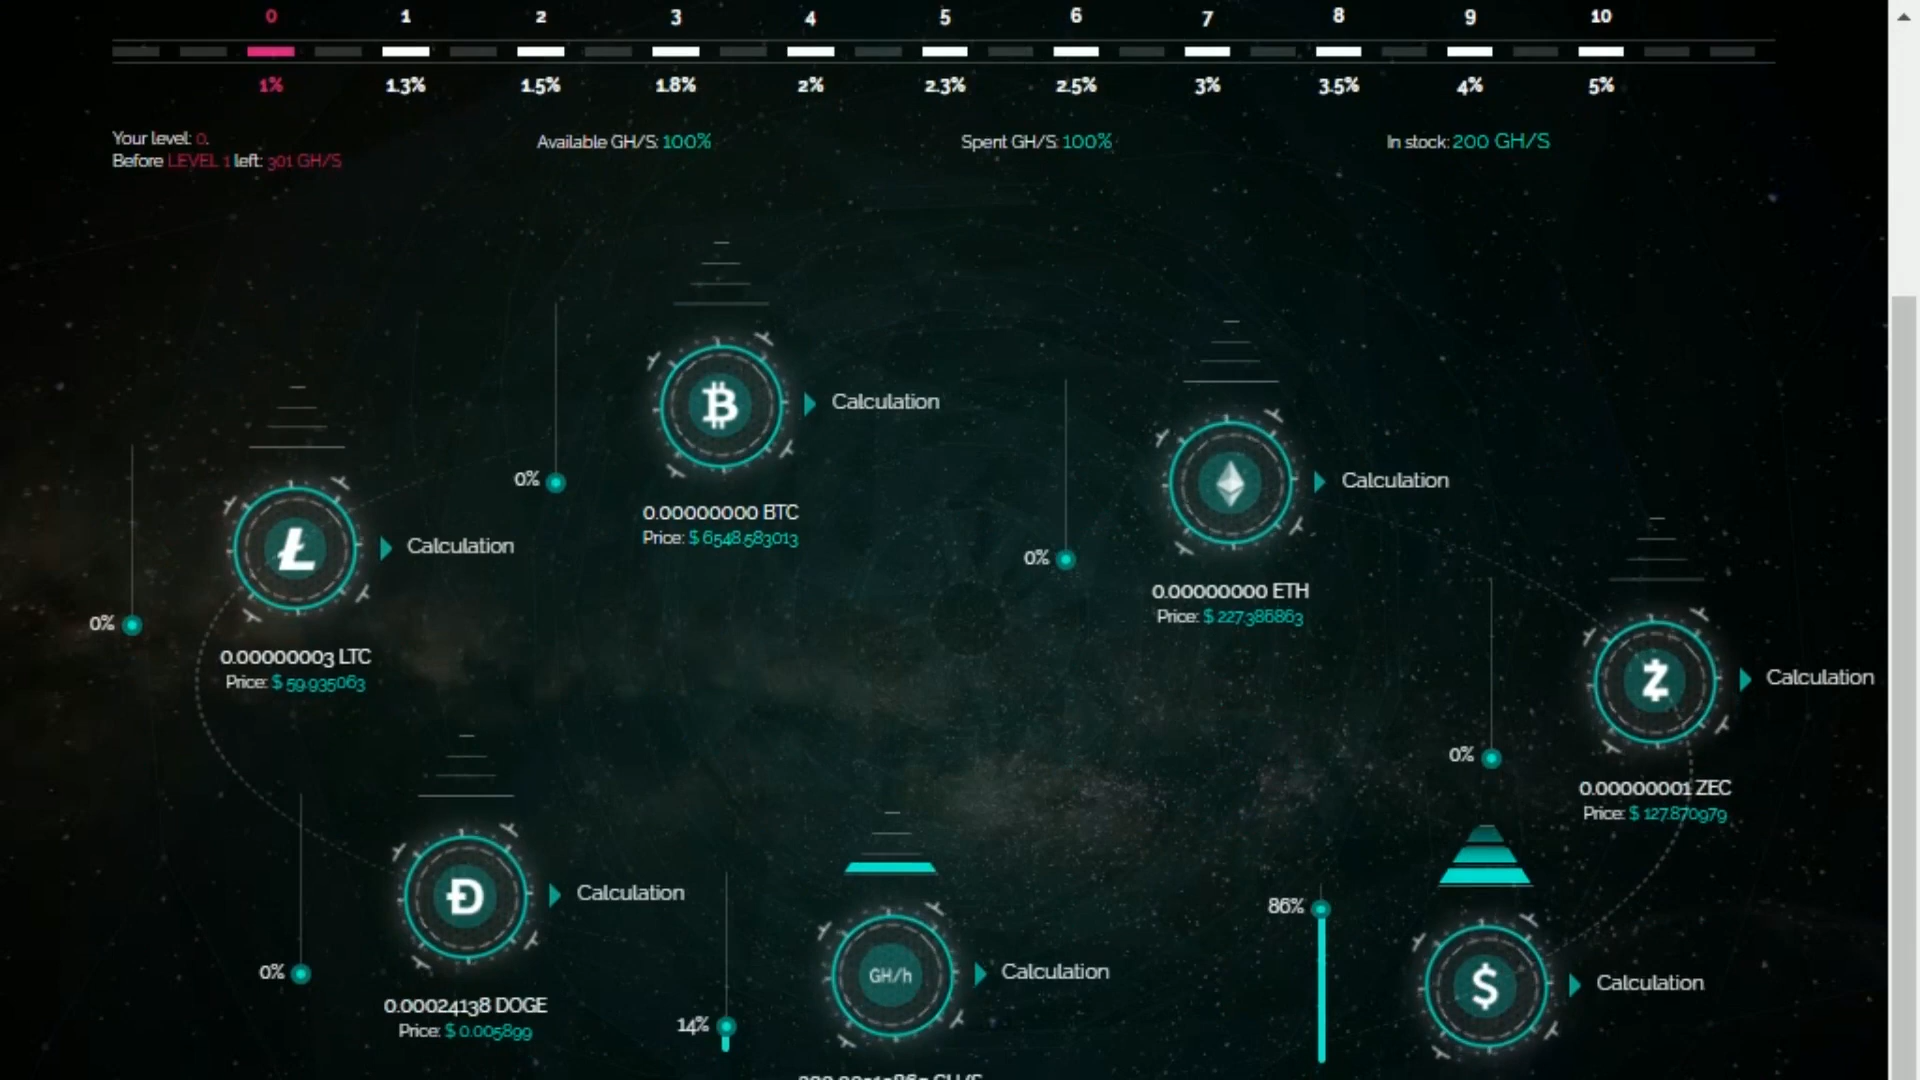 0 1 2 3 4 5 6 7 8 9 10
1% 1.3% 1.5% 1.8% 2% 2.3% 2.5% 3% 3.5% 4% 5%
Your level: 0.
Before LEVEL 1 left: 301 GH/S
Available GH/S: 100%
Spent GH/S: 100%
In stock: 200 GH/S
Calculation
0%
0.00000000 BTC
Price: $ 6548.583013
Calculation
0%
0.00000000 ETH
Price: $ 227.386863
Calculation
0%
0.00000003 LTC
Price: $ 59.935063
Calculation
0%
0.00000001 ZEC
Price: $ 127.870979
Calculation
0%
0.00024138 DOGE
Price: $ 0.005899
GH/h
Calculation
14%
86%
$
Calculation